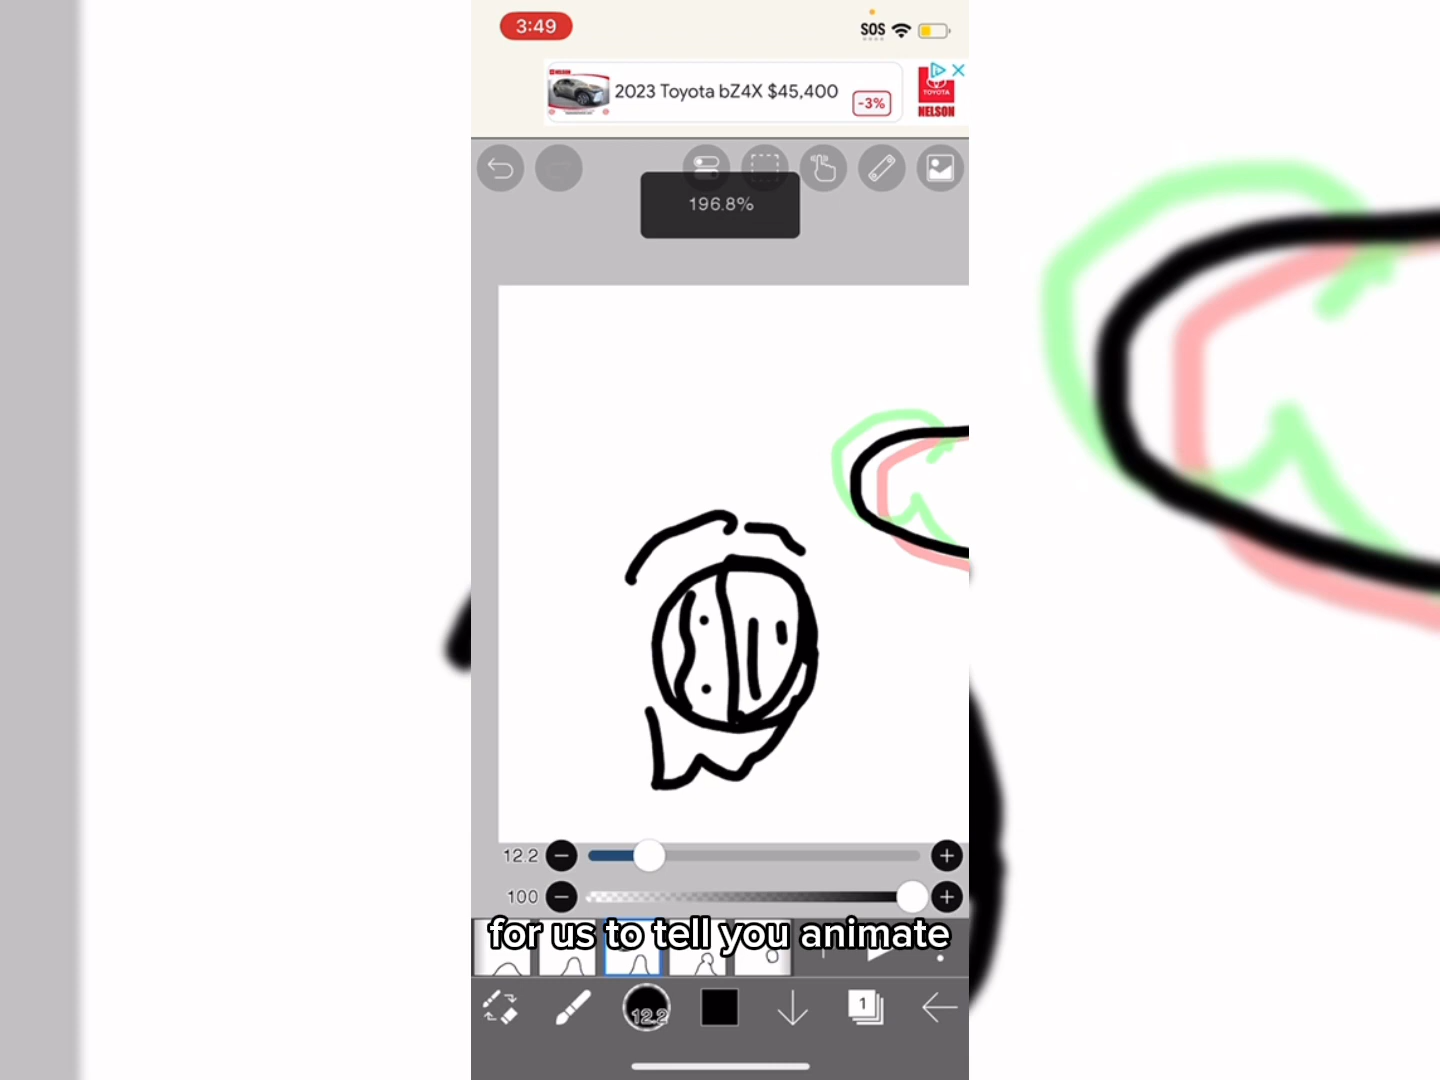 3:49
SOS
2023 Toyota bZ4X $45,400
-3%
TOYOTA
NELSON
196.8%
12.2
100
for us to tell you animate
12.2
1